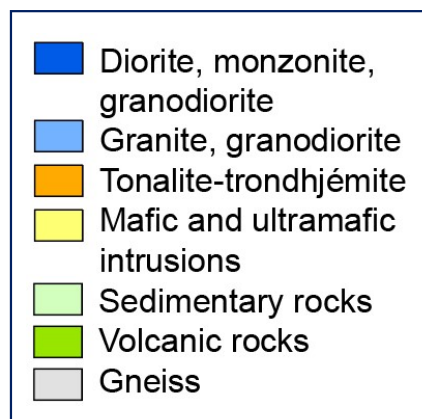 Diorite, monzonite,
granodiorite
Granite, granodiorite
Tonalite-trondhjémite
Mafic and ultramafic
intrusions
Sedimentary rocks
Volcanic rocks
Gneiss